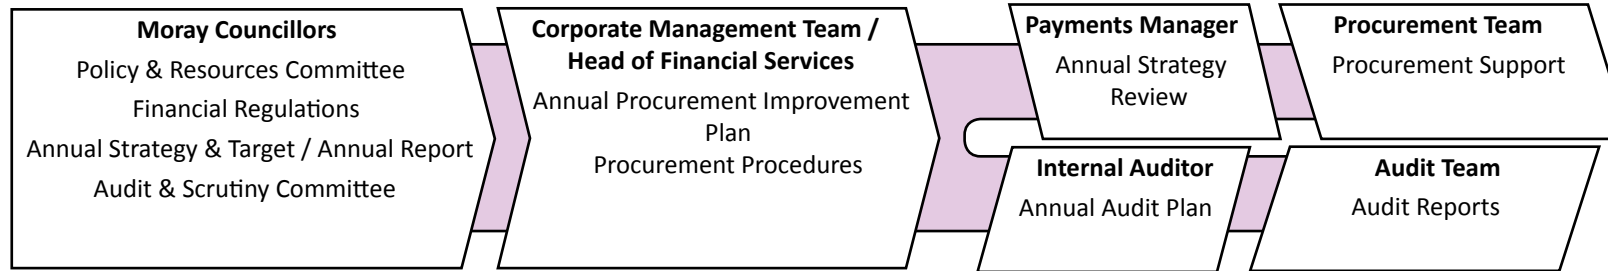 Moray Councillors
Policy & Resources Committee
Financial Regulations
Annual Strategy & Target / Annual Report
Audit & Scrutiny Committee
Corporate Management Team /
Head of Financial Services
Annual Procurement Improvement
Plan
Procurement Procedures
Payments Manager
Annual Strategy
Review
Procurement Team
Procurement Support
Internal Auditor
Annual Audit Plan
Audit Team
Audit Reports